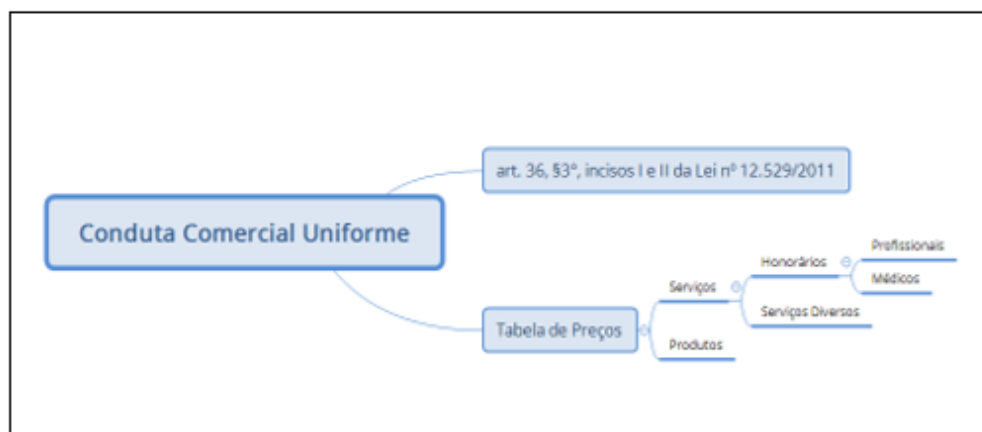 Conduta Comercial Uniforme
art. 36, §3º, incisos I e II da Lei nº 12.529/2011
Tabela de Preços
Serviços
Honorários
Profissionais
Médicos
Serviços Diversos
Produtos